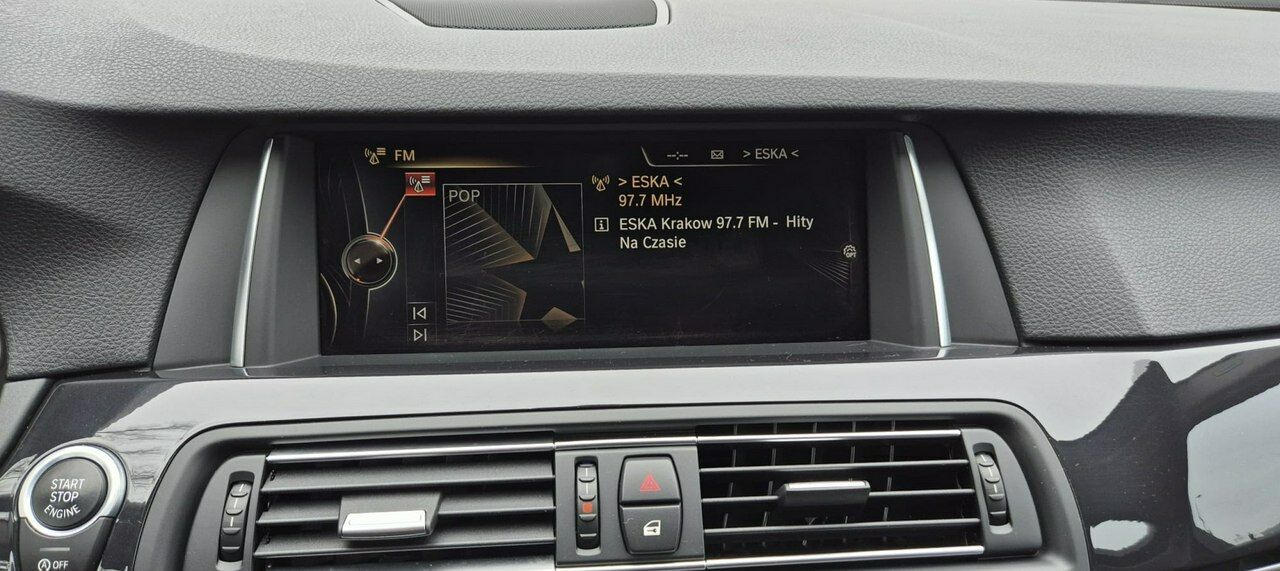 FM
--:--
> ESKA <
POP
> ESKA <
97.7 MHz
ESKA Krakow 97.7 FM - Hity
Na Czasie
OPT
START
STOP
ENGINE
OFF